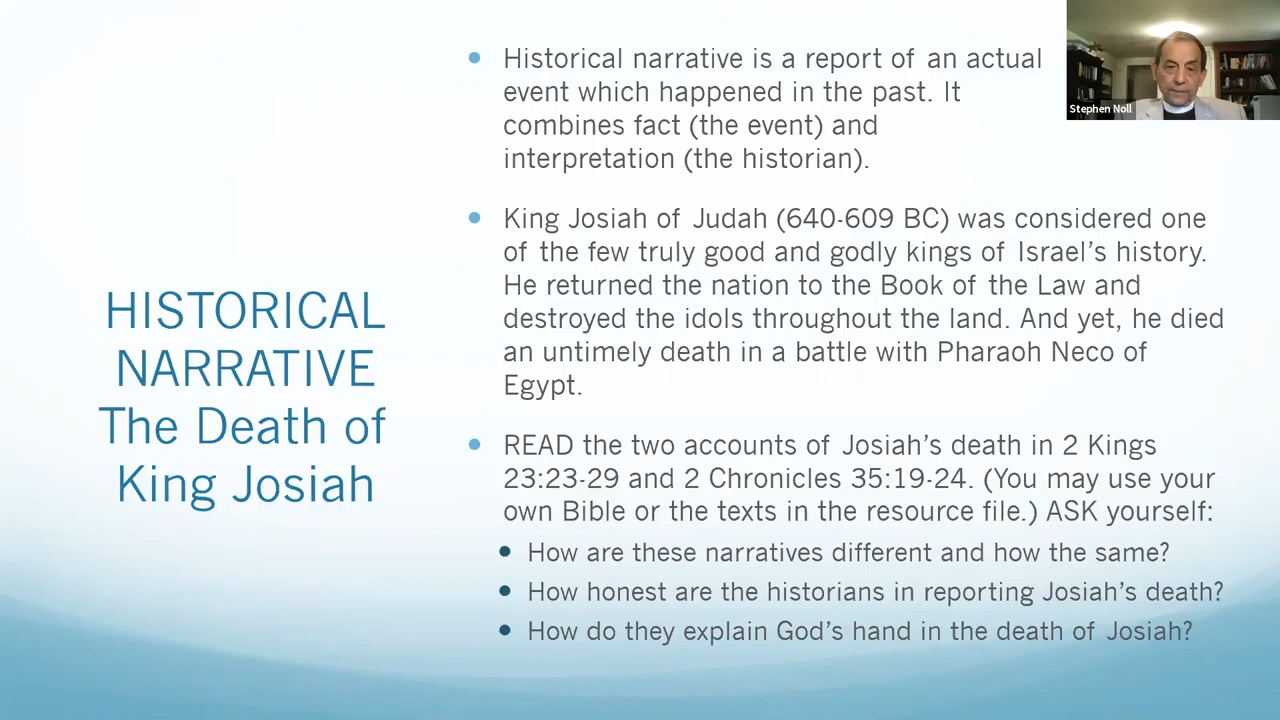 HISTORICAL
NARRATIVE
The Death of
King Josiah
• Historical narrative is a report of an actual
event which happened in the past. It
combines fact (the event) and
interpretation (the historian).
• King Josiah of Judah (640-609 BC) was considered one
of the few truly good and godly kings of Israel's history.
He returned the nation to the Book of the Law and
destroyed the idols throughout the land. And yet, he died
an untimely death in a battle with Pharaoh Neco of
Egypt.
• READ the two accounts of Josiah's death in 2 Kings
23:23-29 and 2 Chronicles 35:19-24. (You may use your
own Bible or the texts in the resource file.) ASK yourself:
• How are these narratives different and how the same?
• How honest are the historians in reporting Josiah's death?
• How do they explain God's hand in the death of Josiah?
Stephen Noll